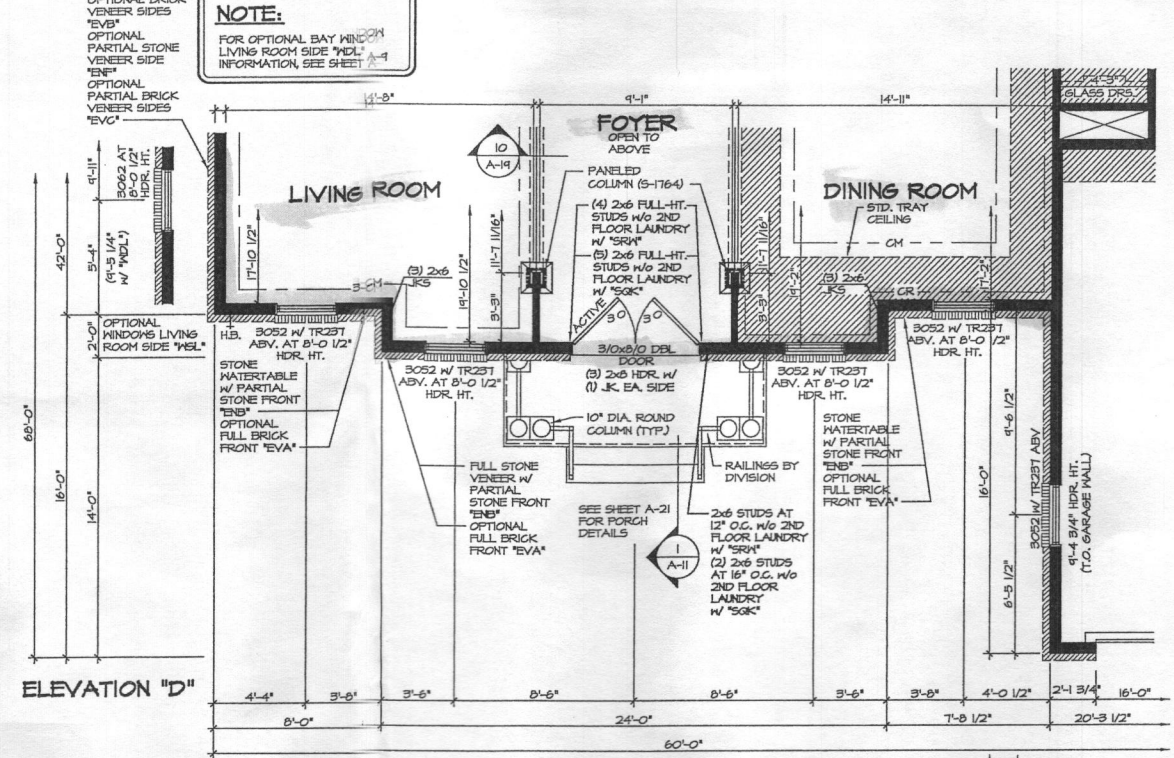 OPTIONAL BRICK
VENEER SIDES
"EVB"
OPTIONAL
PARTIAL STONE
VENEER SIDE
"ENF"
OPTIONAL
PARTIAL BRICK
VENEER SIDES
"EVC"
NOTE:
FOR OPTIONAL BAY WINDOW
LIVING ROOM SIDE "WDL"
INFORMATION, SEE SHEET A-9
14'-8"
9'-1"
14'-11"
4'-3"
GLASS DRS.
FOYER
OPEN TO
ABOVE
10
A-19
LIVING ROOM
DINING ROOM
STD. TRAY
CEILING
CM
PANELED
COLUMN (S-1764)
(4) 2x6 FULL-HT.
STUDS W/o 2ND
FLOOR LAUNDRY
W/ "SRW"
(5) 2x6 FULL-HT.
STUDS W/o 2ND
FLOOR LAUNDRY
W/ "SGK"
9'-11"
3062 AT
8'-0 1/2"
HDR. HT.
5'-4"
(9'-5 1/4"
W/ "WDL")
42'-0"
17'-10 1/2"
3-CM
(3) 2x6
JKS
19'-10 1/2"
11'-7 11/16"
3'-3"
11'-7 11/16"
3'-3"
19'-2"
(3) 2x6
JKS
CR
17'-2"
ACTIVE
3 0
3 0
3/0x8/0 DBL
DOOR
(3) 2x8 HDR W/
(1) JK EA. SIDE
2'-0"
OPTIONAL
WINDOWS LIVING
ROOM SIDE "WSL"
H.B.
3052 W/ TR237
ABV. AT 8'-0 1/2"
HDR. HT.
3052 W/ TR237
ABV. AT 8'-0 1/2"
HDR. HT.
3052 W/ TR237
ABV. AT 8'-0 1/2"
HDR. HT.
3052 W/ TR237
ABV. AT 8'-0 1/2"
HDR. HT.
STONE
WATERTABLE
W/ PARTIAL
STONE FRONT
"ENB"
OPTIONAL
FULL BRICK
FRONT "EVA"
10" DIA. ROUND
COLUMN (TYP.)
STONE
WATERTABLE
W/ PARTIAL
STONE FRONT
"ENB"
OPTIONAL
FULL BRICK
FRONT "EVA"
FULL STONE
VENEER W/
PARTIAL
STONE FRONT
"ENB"
OPTIONAL
FULL BRICK
FRONT "EVA"
RAILINGS BY
DIVISION
SEE SHEET A-21
FOR PORCH
DETAILS
1
A-11
2x6 STUDS AT
12" O.C. W/o 2ND
FLOOR LAUNDRY
W/ "SRW"
(2) 2x6 STUDS
AT 16" O.C. W/o
2ND FLOOR
LAUNDRY
W/ "SGK"
68'-0"
16'-0"
14'-0"
16'-0"
9'-6 1/2"
6'-5 1/2"
3052 W/ TR237 ABV
9'-4 3/4" HDR. HT.
(T.O. GARAGE WALL)
ELEVATION "D"
4'-4"
3'-8"
3'-6"
8'-6"
8'-6"
3'-6"
3'-8"
4'-0 1/2"
2'-1 3/4"
16'-0"
8'-0"
24'-0"
7'-8 1/2"
20'-3 1/2"
60'-0"